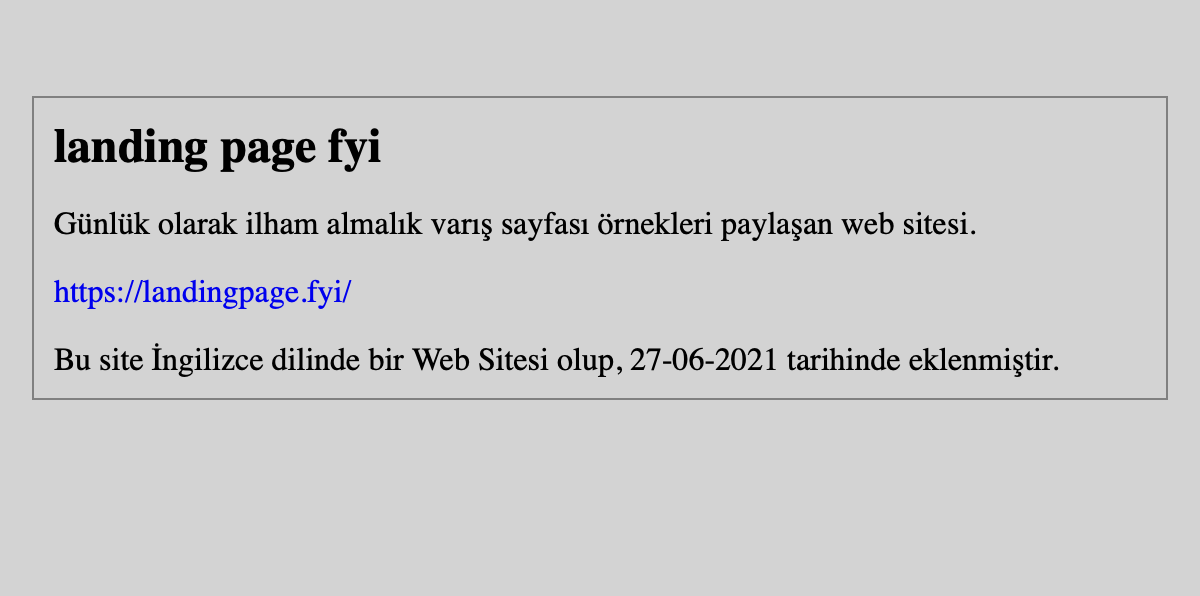 landing page fyi
Günlük olarak ilham almalık varış sayfası örnekleri paylaşan web sitesi.
https://landingpage.fyi/
Bu site İngilizce dilinde bir Web Sitesi olup, 27-06-2021 tarihinde eklenmiştir.